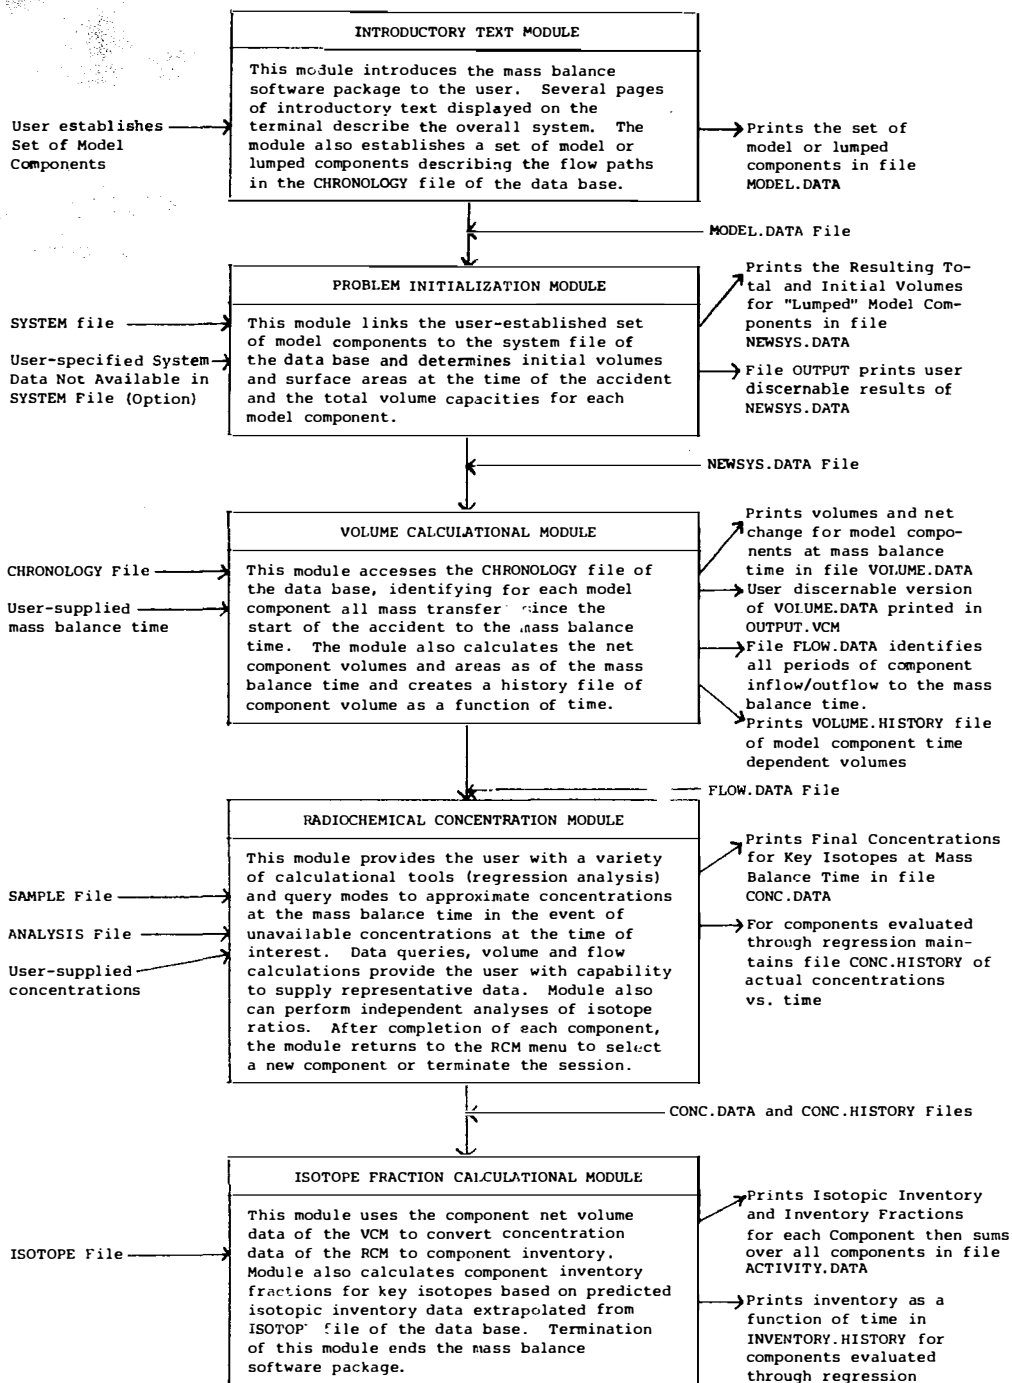 INTRODUCTORY TEXT MODULE
This module introduces the mass balance
software package to the user. Several pages
of introductory text displayed on the
terminal describe the overall system. The
module also establishes a set of model or
lumped components describing the flow paths
in the CHRONOLOGY file of the data base.
User establishes
Set of Model
Components
Prints the set of
model or lumped
components in file
MODEL.DATA
MODEL.DATA File
PROBLEM INITIALIZATION MODULE
This module links the user-established set
of model components to the system file of
the data base and determines initial volumes
and surface areas at the time of the accident
and the total volume capacities for each
model component.
SYSTEM file
User-specified System
Data Not Available in
SYSTEM File (Option)
Prints the Resulting To-
tal and Initial Volumes
for "Lumped" Model Com-
ponents in file
NEWSYS.DATA
File OUTPUT prints user
discernable results of
NEWSYS.DATA
NEWSYS.DATA File
VOLUME CALCULATIONAL MODULE
This module accesses the CHRONOLOGY file of
the data base, identifying for each model
component all mass transfer since the
start of the accident to the mass balance
time. The module also calculates the net
component volumes and areas as of the mass
balance time and creates a history file of
component volume as a function of time.
CHRONOLOGY File
User-supplied
mass balance time
Prints volumes and net
change for model compo-
nents at mass balance
time in file VOLUME.DATA
User discernable version
of VOLUME.DATA printed in
OUTPUT.VCM
File FLOW.DATA identifies
all periods of component
inflow/outflow to the mass
balance time.
Prints VOLUME.HISTORY file
of model component time
dependent volumes
FLOW.DATA File
RADIOCHEMICAL CONCENTRATION MODULE
This module provides the user with a variety
of calculational tools (regression analysis)
and query modes to approximate concentrations
at the mass balance time in the event of
unavailable concentrations at the time of
interest. Data queries, volume and flow
calculations provide the user with capability
to supply representative data. Module also
can perform independent analyses of isotope
ratios. After completion of each component,
the module returns to the RCM menu to select
a new component or terminate the session.
SAMPLE File
ANALYSIS File
User-supplied
concentrations
Prints Final Concentrations
for Key Isotopes at Mass
Balance Time in file
CONC.DATA
For components evaluated
through regression main-
tains file CONC.HISTORY of
actual concentrations
vs. time
CONC.DATA and CONC.HISTORY Files
ISOTOPE FRACTION CALCULATIONAL MODULE
This module uses the component net volume
data of the VCM to convert concentration
data of the RCM to component inventory.
Module also calculates component inventory
fractions for key isotopes based on predicted
isotopic inventory data extrapolated from
file of the data base. Termination
of this module ends the mass balance
software package.
ISOTOPE File
Prints Isotopic Inventory
and Inventory Fractions
for each Component then sums
over all components in file
ACTIVITY.DATA
Prints inventory as a
function of time in
INVENTORY.HISTORY for
components evaluated
through regression